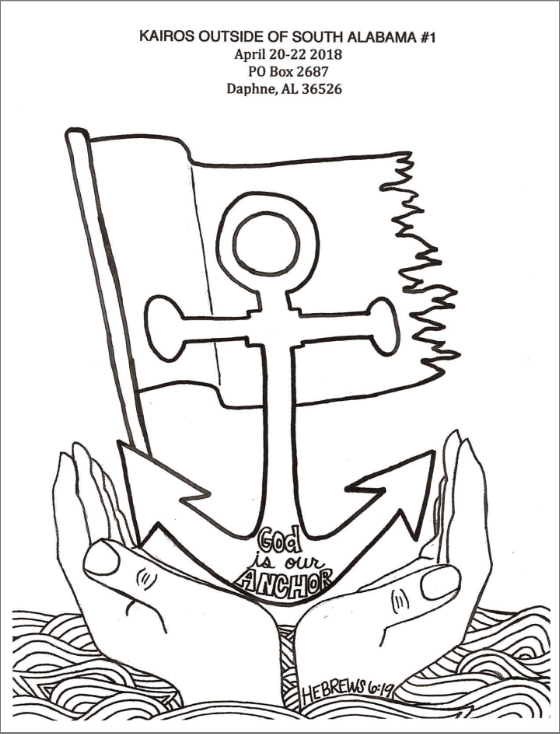 KAIROS OUTSIDE OF SOUTH ALABAMA #1
April 20-22 2018
PO Box 2687
Daphne, AL 36526
GOd
is our
ANCHOR
HEBREWS 6:19